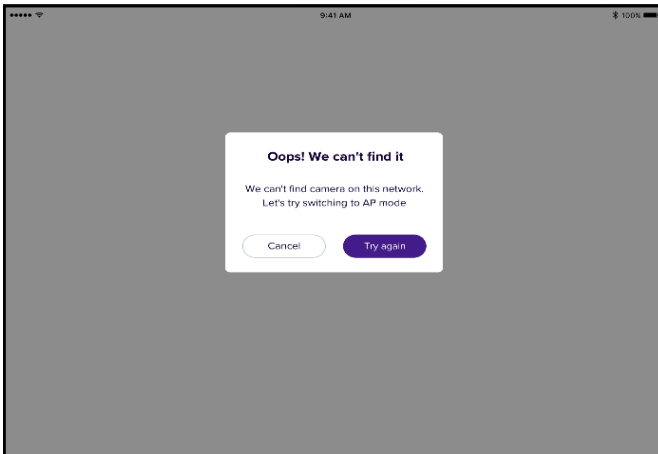 9:41 AM
100%
Oops! We can't find it
We can't find camera on this network.
Let's try switching to AP mode
Cancel
Try again